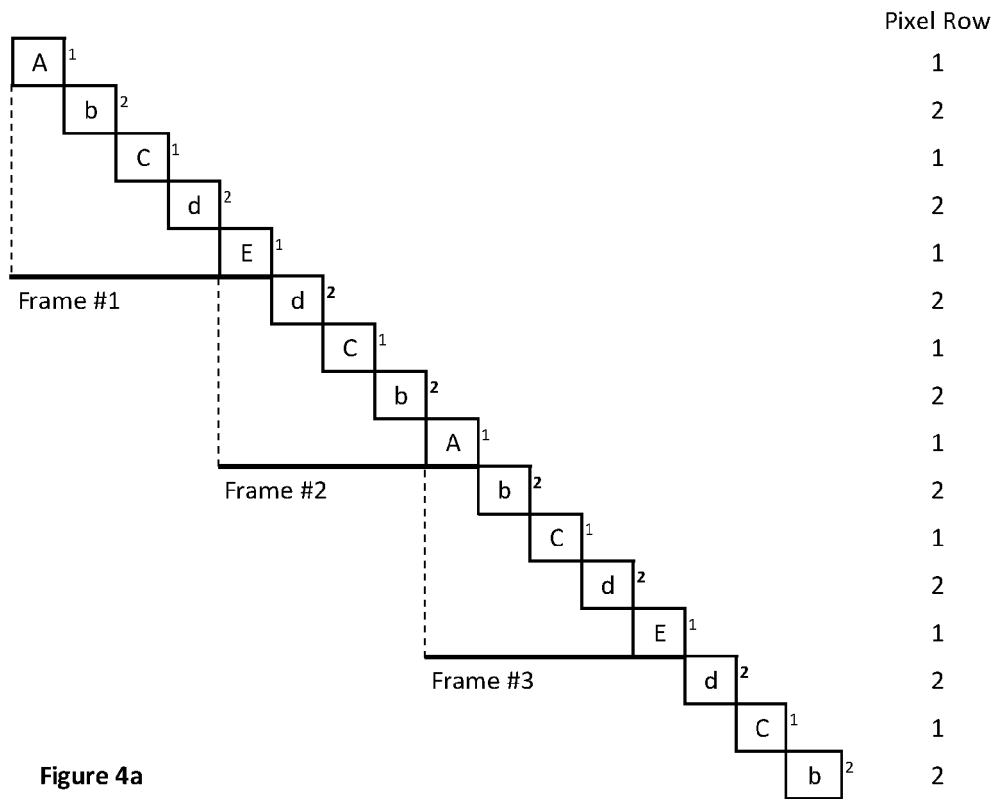 Pixel Row
A 1 1
b 2 2
C 1 1
d 2 2
E 1 1
Frame #1 d 2 2
C 1 1
b 2 2
A 1 1
Frame #2 b 2 2
C 1 1
d 2 2
E 1 1
Frame #3 d 2 2
C 1 1
Figure 4a b 2 2